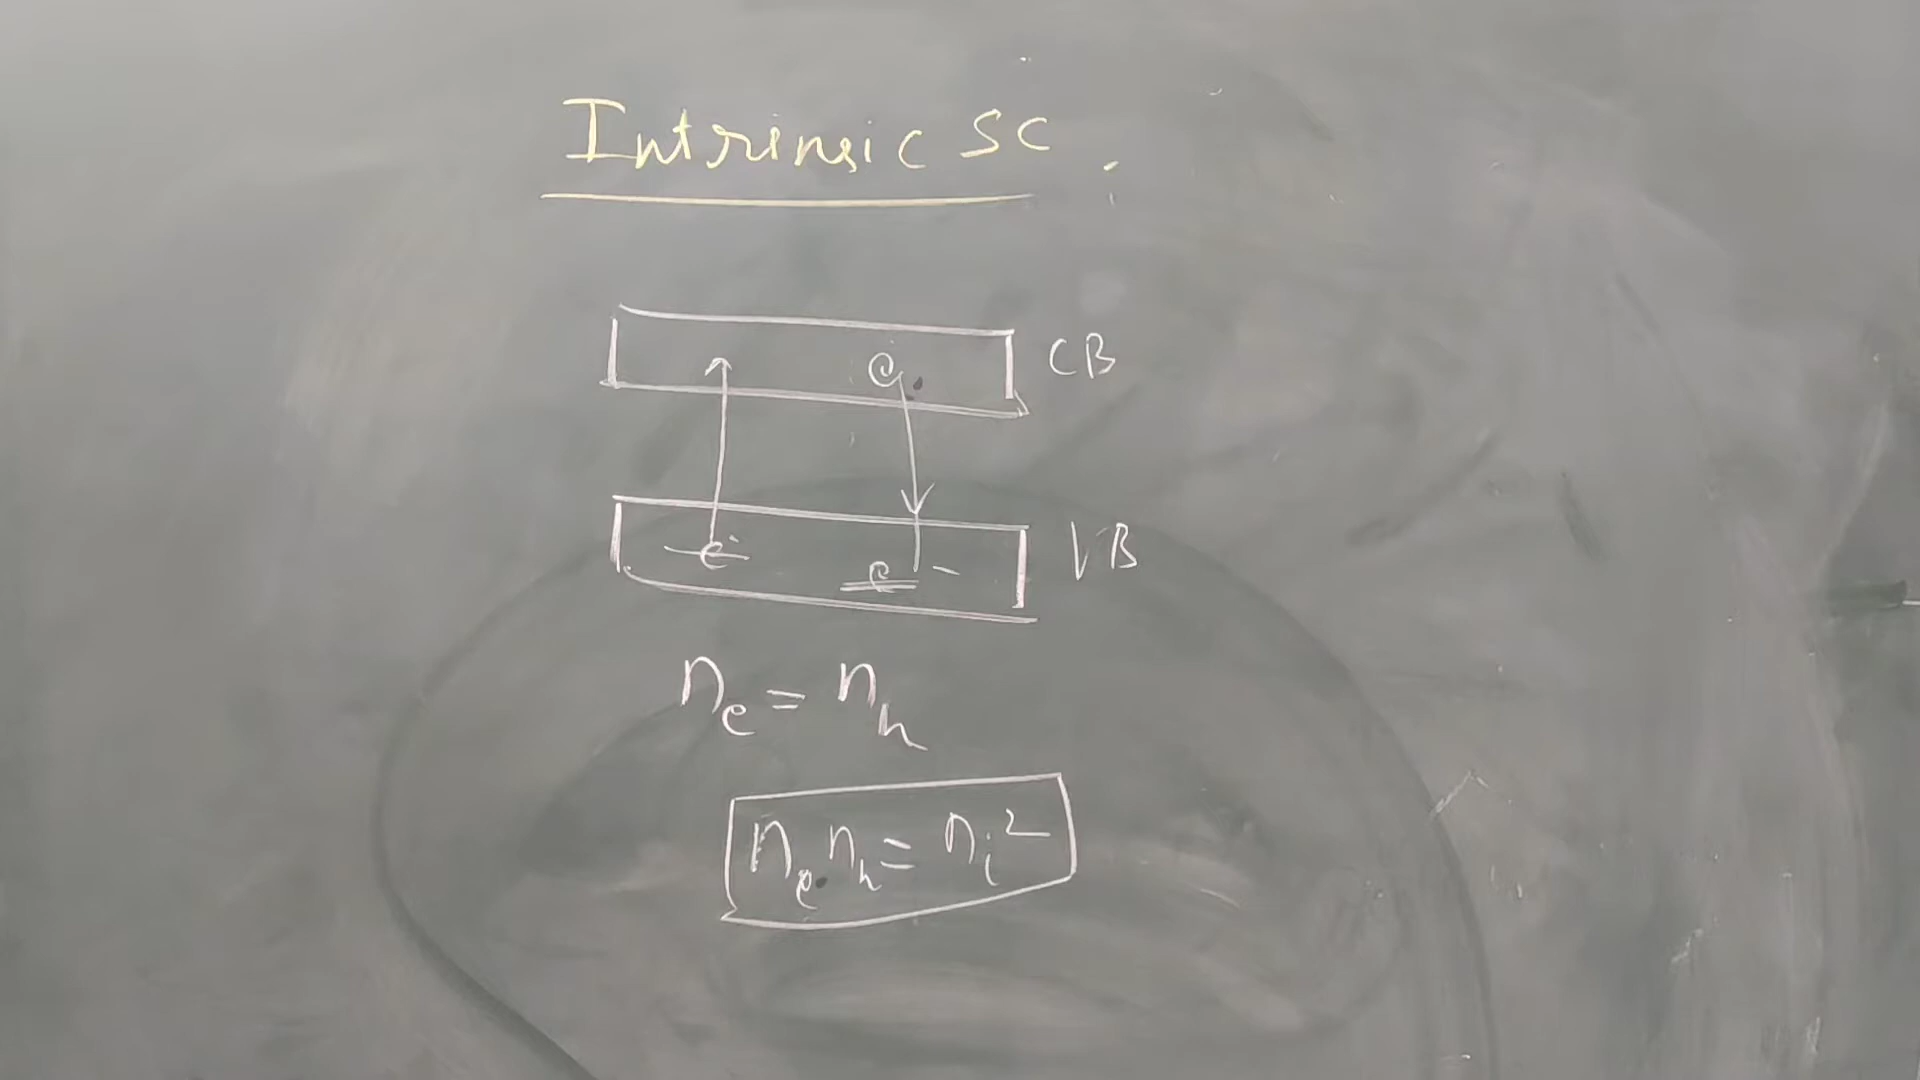 Intrinsic SC
e CB
e VB
e -
nₑ = nₕ
nₑ nₕ = nᵢ²